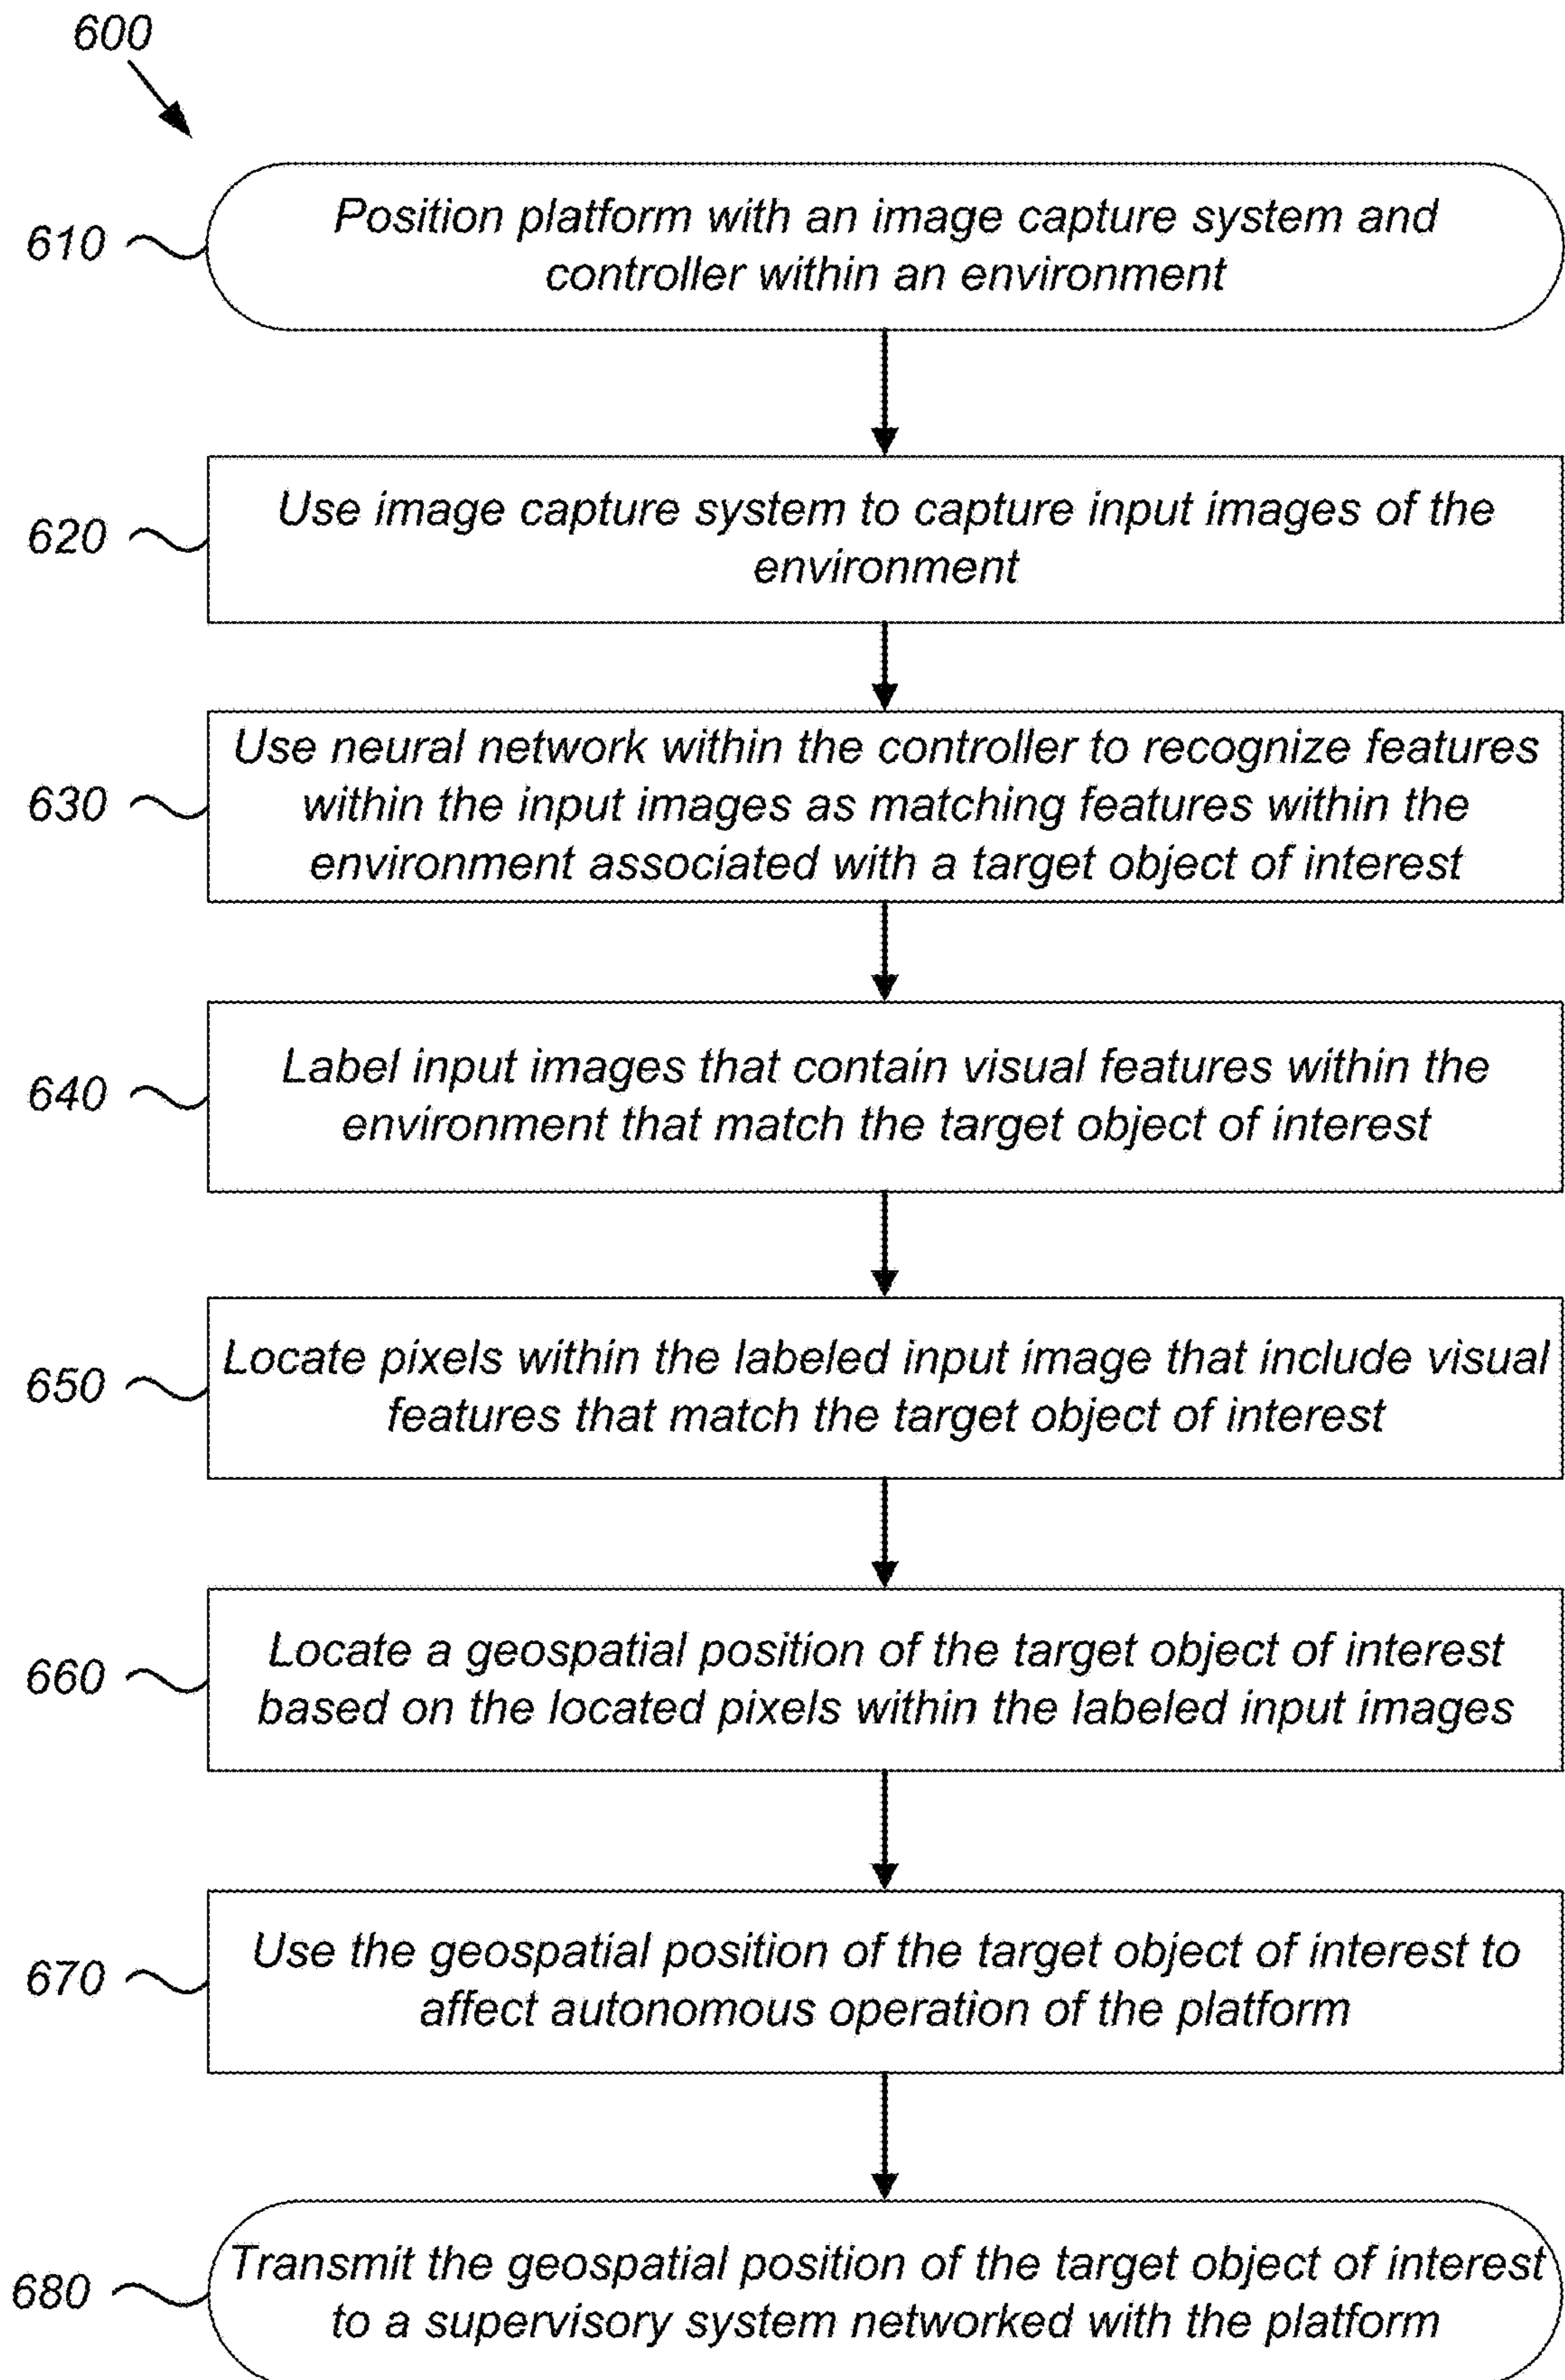 600
610
Position platform with an image capture system and
controller within an environment
620
Use image capture system to capture input images of the
environment
630
Use neural network within the controller to recognize features
within the input images as matching features within the
environment associated with a target object of interest
640
Label input images that contain visual features within the
environment that match the target object of interest
650
Locate pixels within the labeled input image that include visual
features that match the target object of interest
660
Locate a geospatial position of the target object of interest
based on the located pixels within the labeled input images
670
Use the geospatial position of the target object of interest to
affect autonomous operation of the platform
680
Transmit the geospatial position of the target object of interest
to a supervisory system networked with the platform